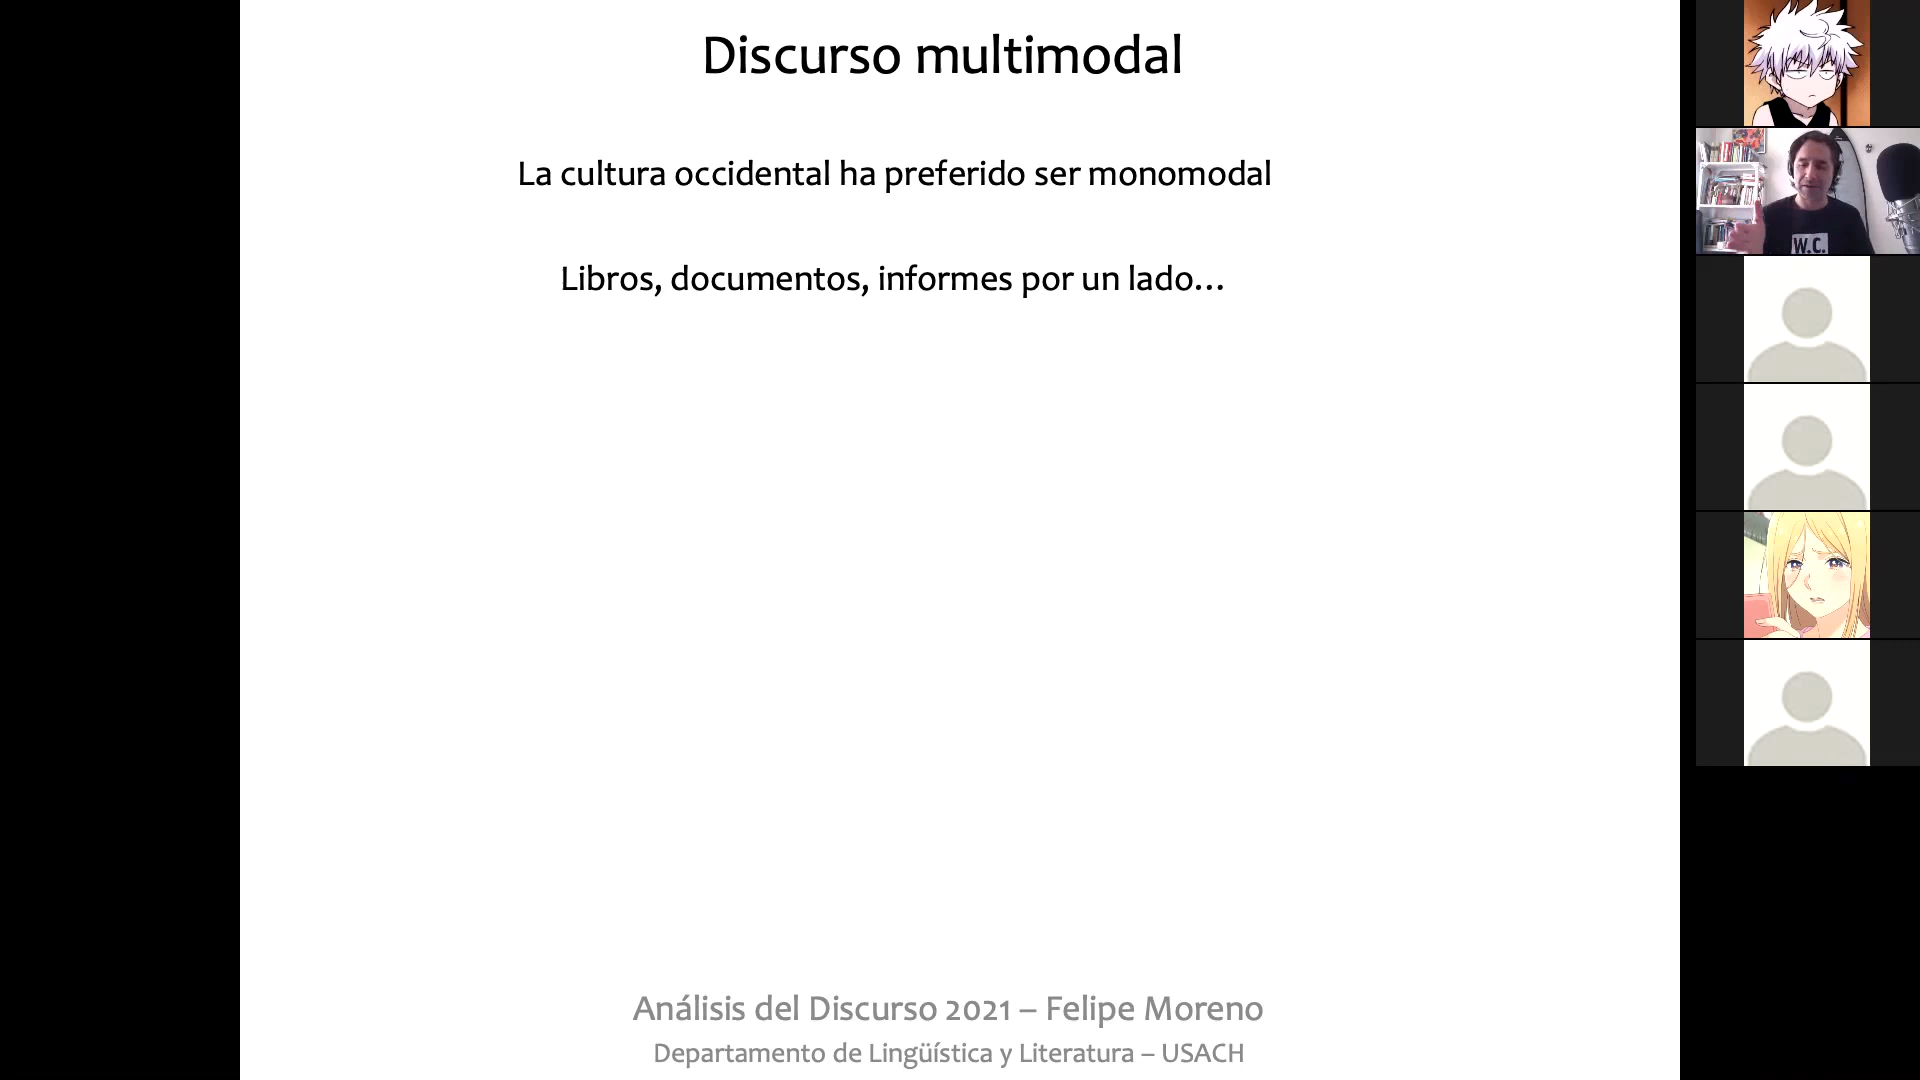 Discurso multimodal
La cultura occidental ha preferido ser monomodal
Libros, documentos, informes por un lado...
Análisis del Discurso 2021 – Felipe Moreno
Departamento de Lingüística y Literatura – USACH
W.C.